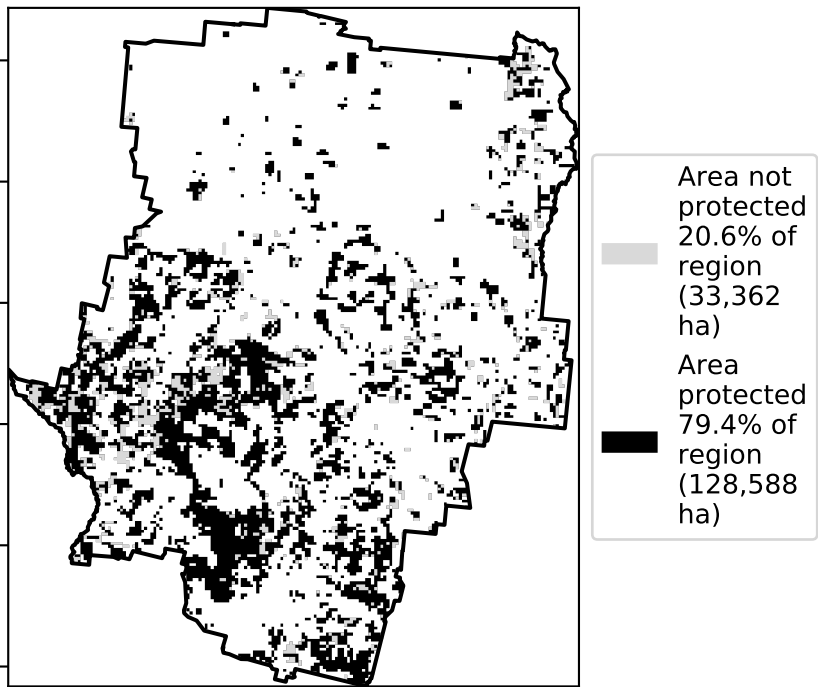 Area not
protected
20.6% of
region
(33,362
ha)
Area
protected
79.4% of
region
(128,588
ha)